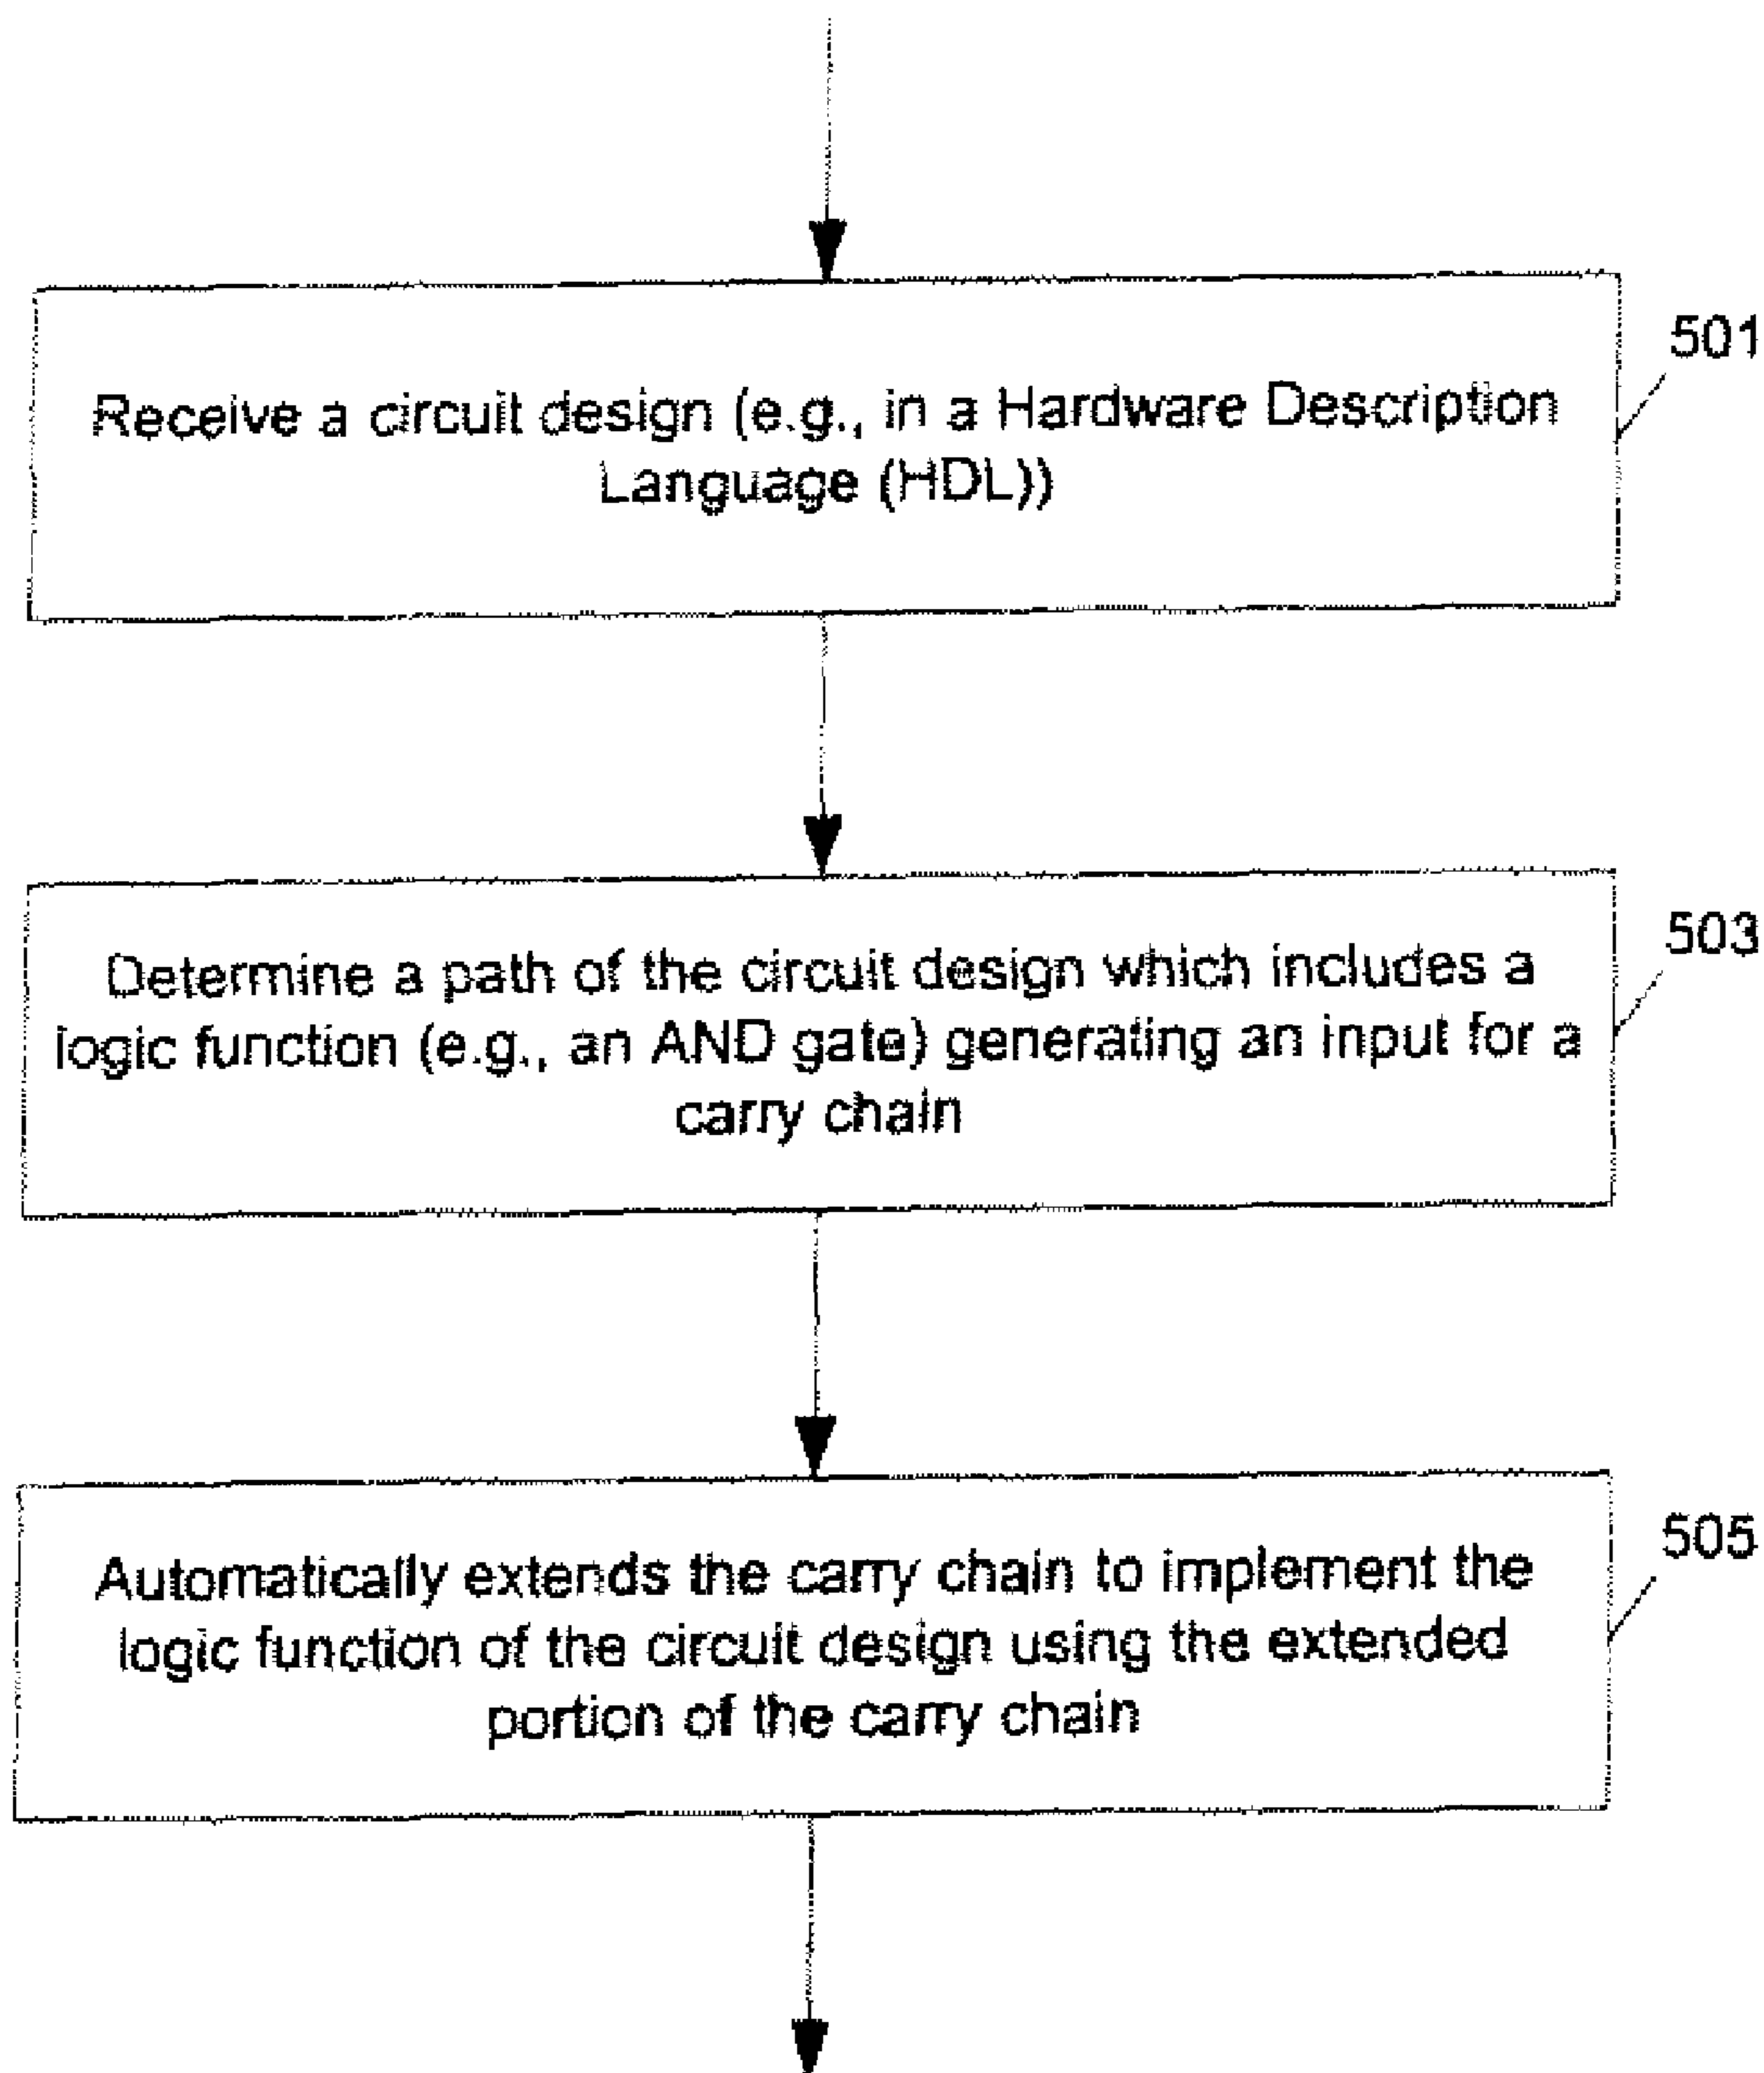 Receive a circuit design (e.g., in a Hardware Description
Language (HDL))
501
Determine a path of the circuit design which includes a
logic function (e.g., an AND gate) generating an input for a
carry chain
503
Automatically extends the carry chain to implement the
logic function of the circuit design using the extended
portion of the carry chain
505